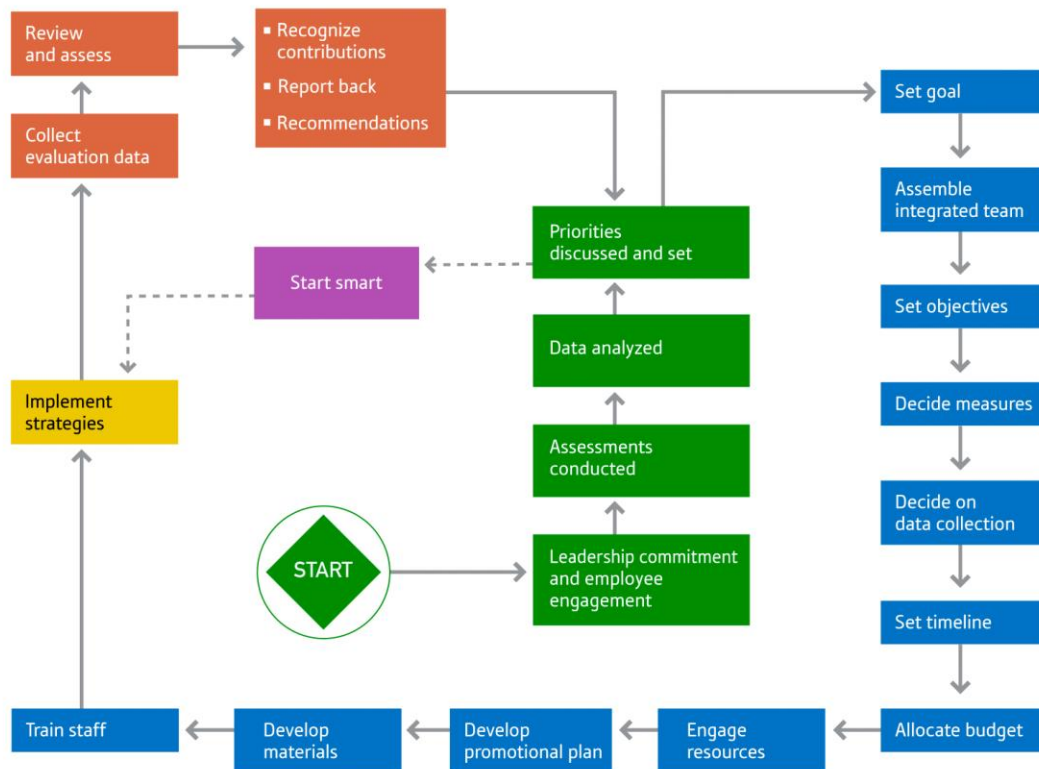 Review
and assess
▪ Recognize
contributions
▪ Report back
▪ Recommendations
Collect
evaluation data
Set goal
Assemble
integrated team
Priorities
discussed and set
Start smart
Set objectives
Data analyzed
Implement
strategies
Decide measures
Assessments
conducted
Decide on
data collection
START
Leadership commitment
and employee
engagement
Set timeline
Train staff
Develop
materials
Develop
promotional plan
Engage
resources
Allocate budget